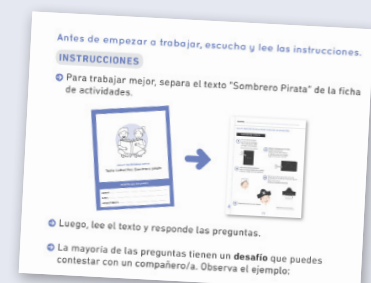 Antes de empezar a trabajar, escucha y lee las instrucciones.
INSTRUCCIONES
Para trabajar mejor, separa el texto "Sombrero Pirata" de la ficha
de actividades.
Luego, lee el texto y responde las preguntas.
La mayoría de las preguntas tienen un desafío que puedes
contestar con un compañero/a. Observa el ejemplo: